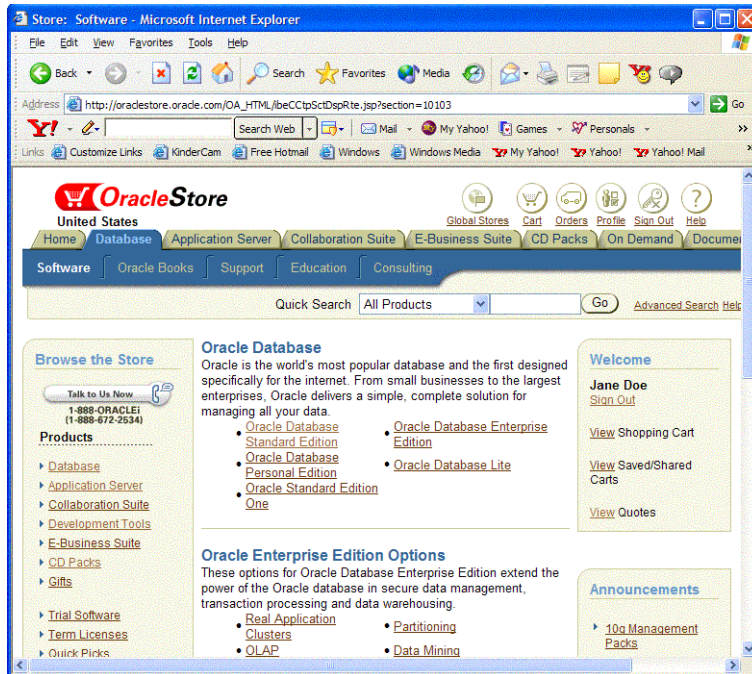 Store: Software - Microsoft Internet Explorer
File Edit View Favorites Tools Help
Back Search Favorites Media
Address http://oraclestore.oracle.com/OA_HTML/ibeCCtpSctDspRte.jsp?section=10103 Go
Y! Search Web Mail My Yahoo! Games Personals »
Links Customize Links KinderCam Free Hotmail Windows Windows Media My Yahoo! Yahoo! Yahoo! Mail »
OracleStore
United States
Global Stores Cart Orders Profile Sign Out Help
Home Database Application Server Collaboration Suite E-Business Suite CD Packs On Demand Documen
Software Oracle Books Support Education Consulting
Quick Search All Products Go Advanced Search Help
Browse the Store
Talk to Us Now
1-888-ORACLEi
(1-888-672-2534)
Products
Database
Application Server
Collaboration Suite
Development Tools
E-Business Suite
CD Packs
Gifts
Trial Software
Term Licenses
Quick Picks
Oracle Database
Oracle is the world's most popular database and the first designed
specifically for the internet. From small businesses to the largest
enterprises, Oracle delivers a simple, complete solution for
managing all your data.
• Oracle Database
Standard Edition
• Oracle Database
Personal Edition
• Oracle Standard Edition
One
• Oracle Database Enterprise
Edition
• Oracle Database Lite
Oracle Enterprise Edition Options
These options for Oracle Database Enterprise Edition extend the
power of the Oracle database in secure data management,
transaction processing and data warehousing.
• Real Application
Clusters
• OLAP
• Partitioning
• Data Mining
Welcome
Jane Doe
Sign Out
View Shopping Cart
View Saved/Shared
Carts
View Quotes
Announcements
10g Management
Packs